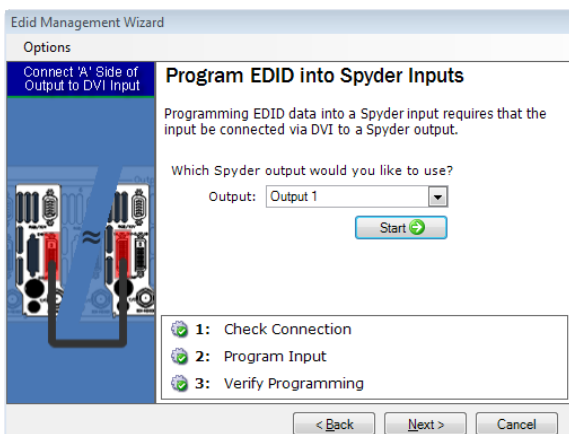 Edid Management Wizard
Options
Connect 'A' Side of
Output to DVI Input
Program EDID into Spyder Inputs
Programming EDID data into a Spyder input requires that the
input be connected via DVI to a Spyder output.
Which Spyder output would you like to use?
Output: Output 1
Start
1: Check Connection
2: Program Input
3: Verify Programming
< Back Next > Cancel